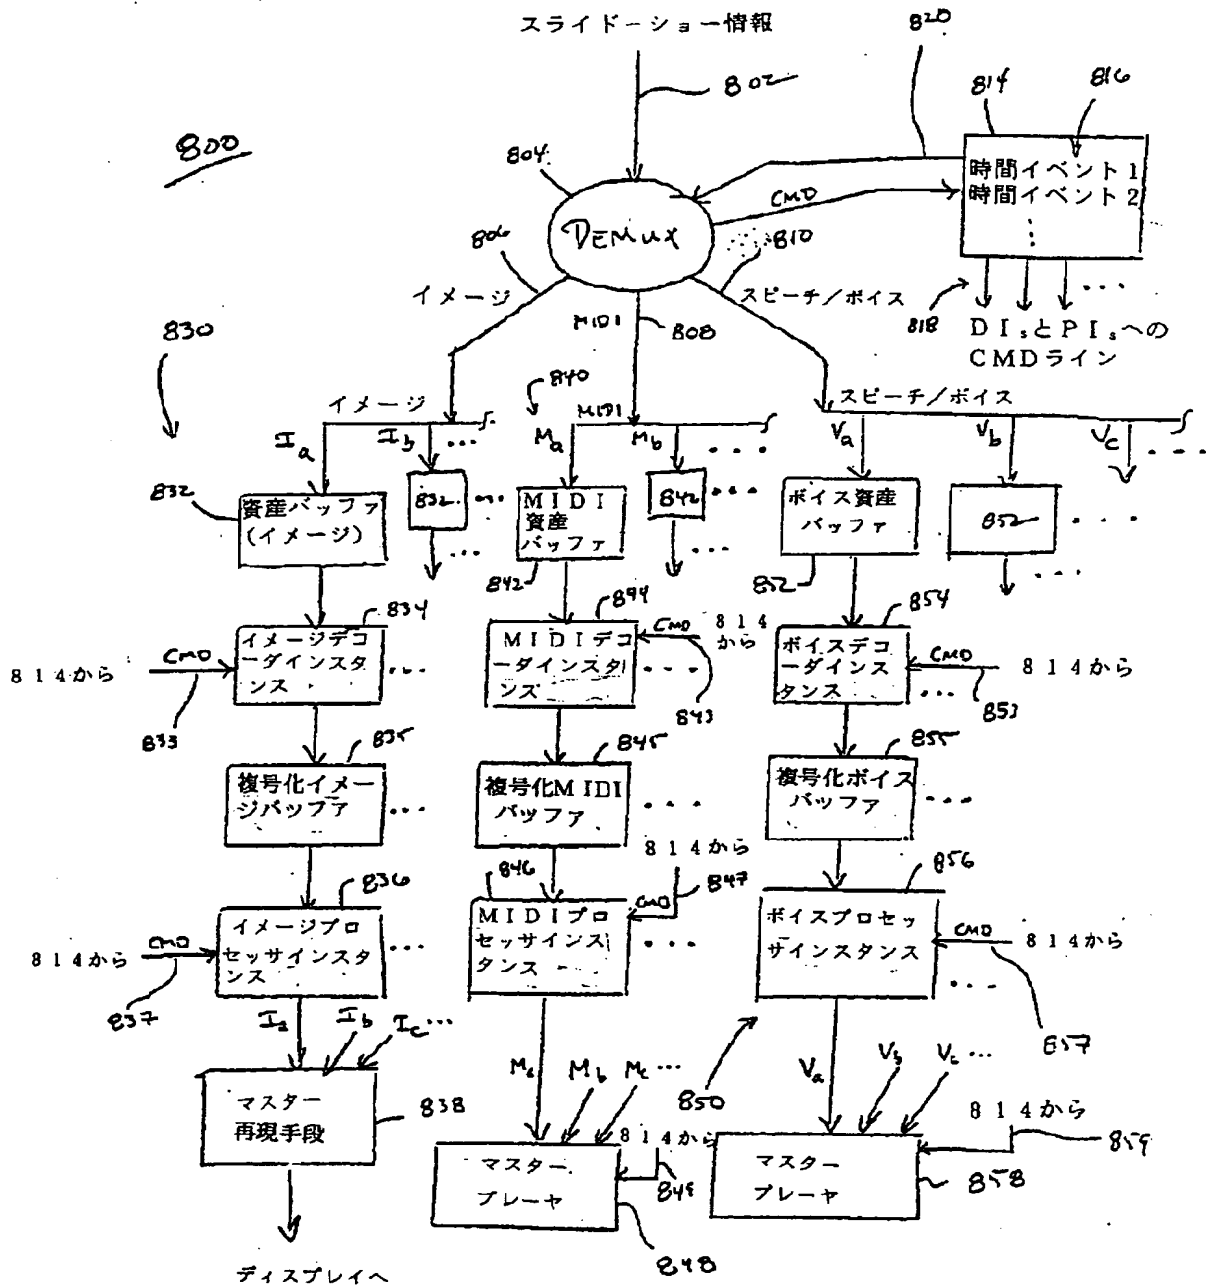 スライドーショー情報
820
802
814
816
800
804
時間イベント1
時間イベント2
CMD
DEMUX
806
810
イメージ
スピーチ/ボイス
MIDI
808
818
DIsとPIsへの
CMDライン
830
840
イメージ
MIDI
スピーチ/ボイス
Ia
Ib
Ma
Mb
Va
Vb
Vc
832
資産バッファ
(イメージ)
832
MIDI
資産
バッファ
842
ボイス資産
バッファ
852
842
852
834
844
854
イメージデコ
ーダインスタ
ンス
MIDIデコ
ーダインスタ
ンス
ボイスデコ
ーダインス
タンス
CMD
814から
CMD
814
から
CMD
814から
833
843
853
835
845
855
複号化イメー
ジバッファ
複号化MIDI
バッファ
複号化ボイス
バッファ
814から
836
846
847
856
イメージプロ
セッサインスタ
ンス
MIDIプロ
セッサインス
タンス
ボイスプロセッ
サインスタンス
CMD
814から
CMD
CMD
814から
837
857
Ia
Ib
Ic
Ma
Mb
Mc
850
Va
Vb
Vc
マスター
再現手段
838
814から
814から
859
マスター
プレーヤ
849
マスター
プレーヤ
858
848
ディスプレイへ